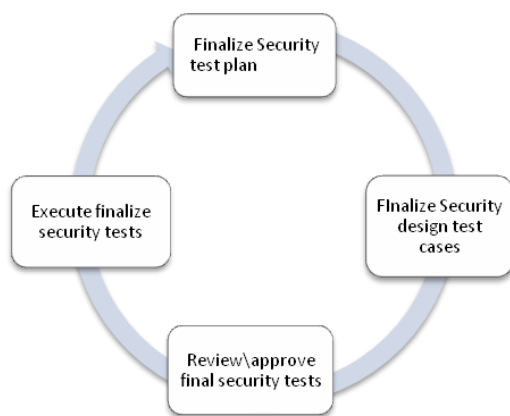 Finalize Security
test plan
FInalize Security
design test
cases
Review\approve
final security tests
Execute finalize
security tests